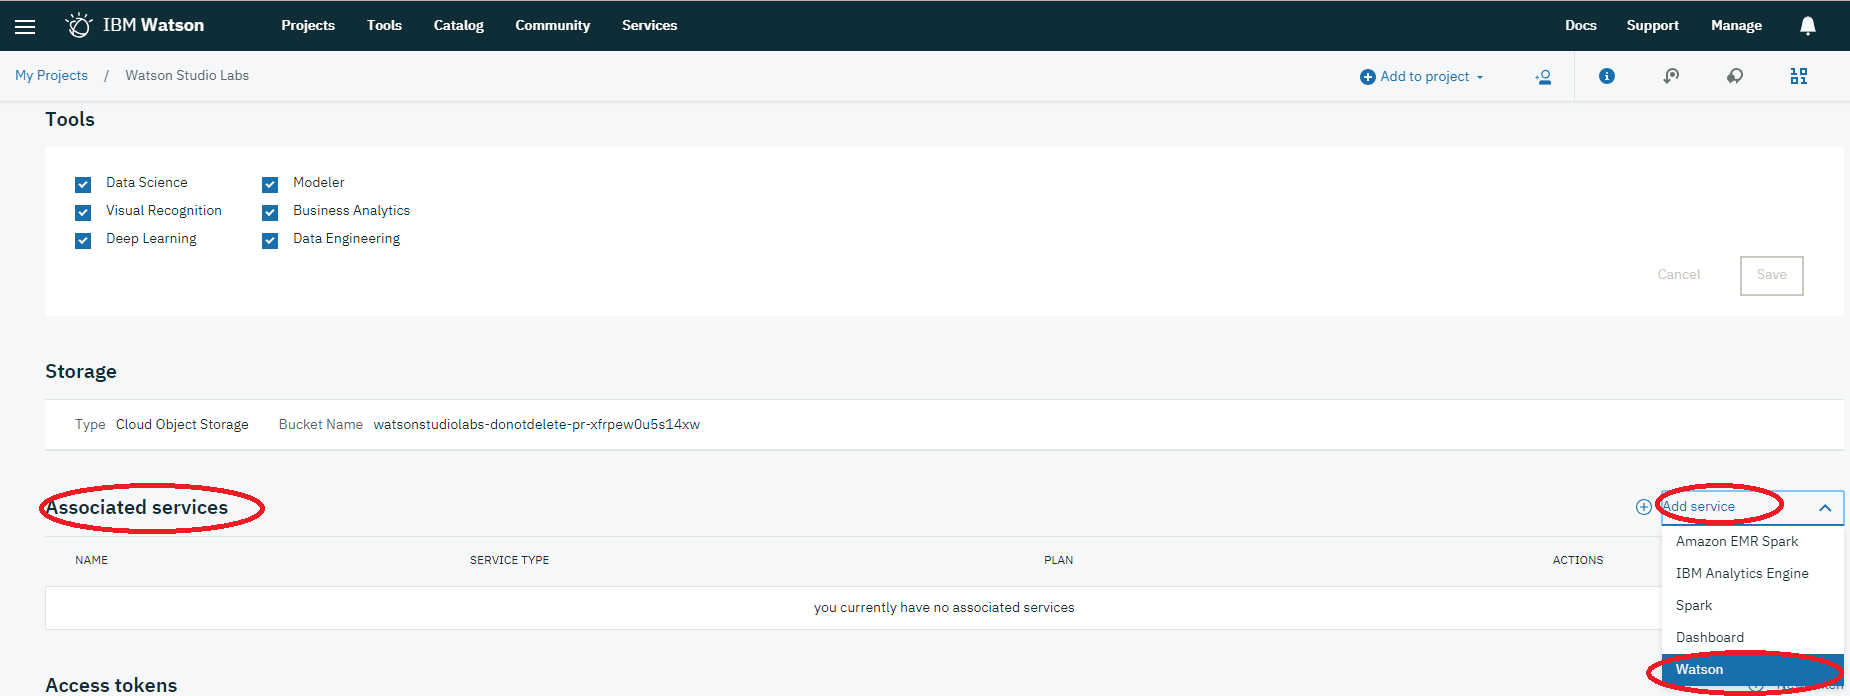 IBM Watson Projects Tools Catalog Community Services Docs Support Manage
My Projects / Watson Studio Labs Add to project
Tools
Data Science Modeler
Visual Recognition Business Analytics
Deep Learning Data Engineering
Cancel Save
Storage
Type Cloud Object Storage Bucket Name watsonstudiolabs-donotdelete-pr-xfrpew0u5s14xw
Associated services Add service
Amazon EMR Spark
NAME SERVICE TYPE PLAN ACTIONS
IBM Analytics Engine
you currently have no associated services
Spark
Dashboard
Watson
Access tokens